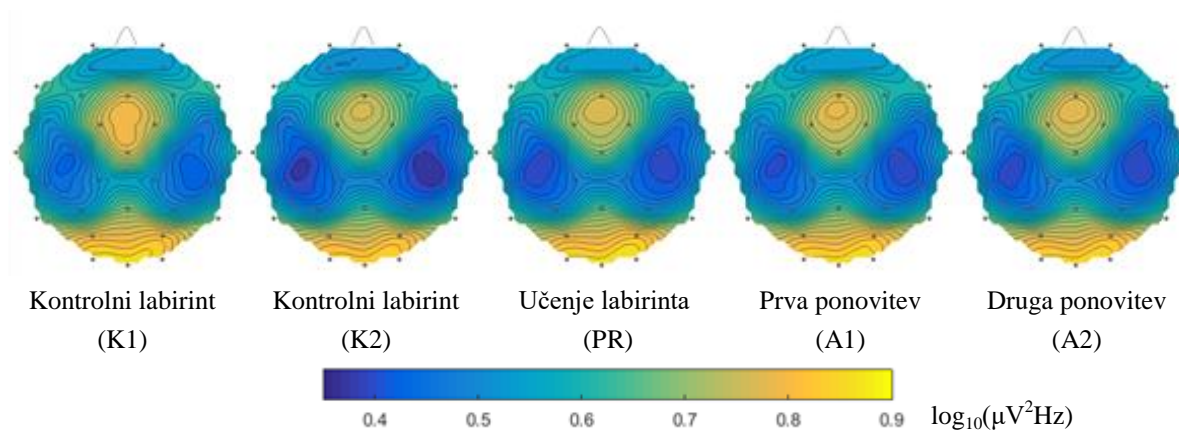 Kontrolni labirint Kontrolni labirint Učenje labirinta Prva ponovitev Druga ponovitev
(K1) (K2) (PR) (A1) (A2)
0.4 0.5 0.6 0.7 0.8 0.9 log₁₀(μV²Hz)